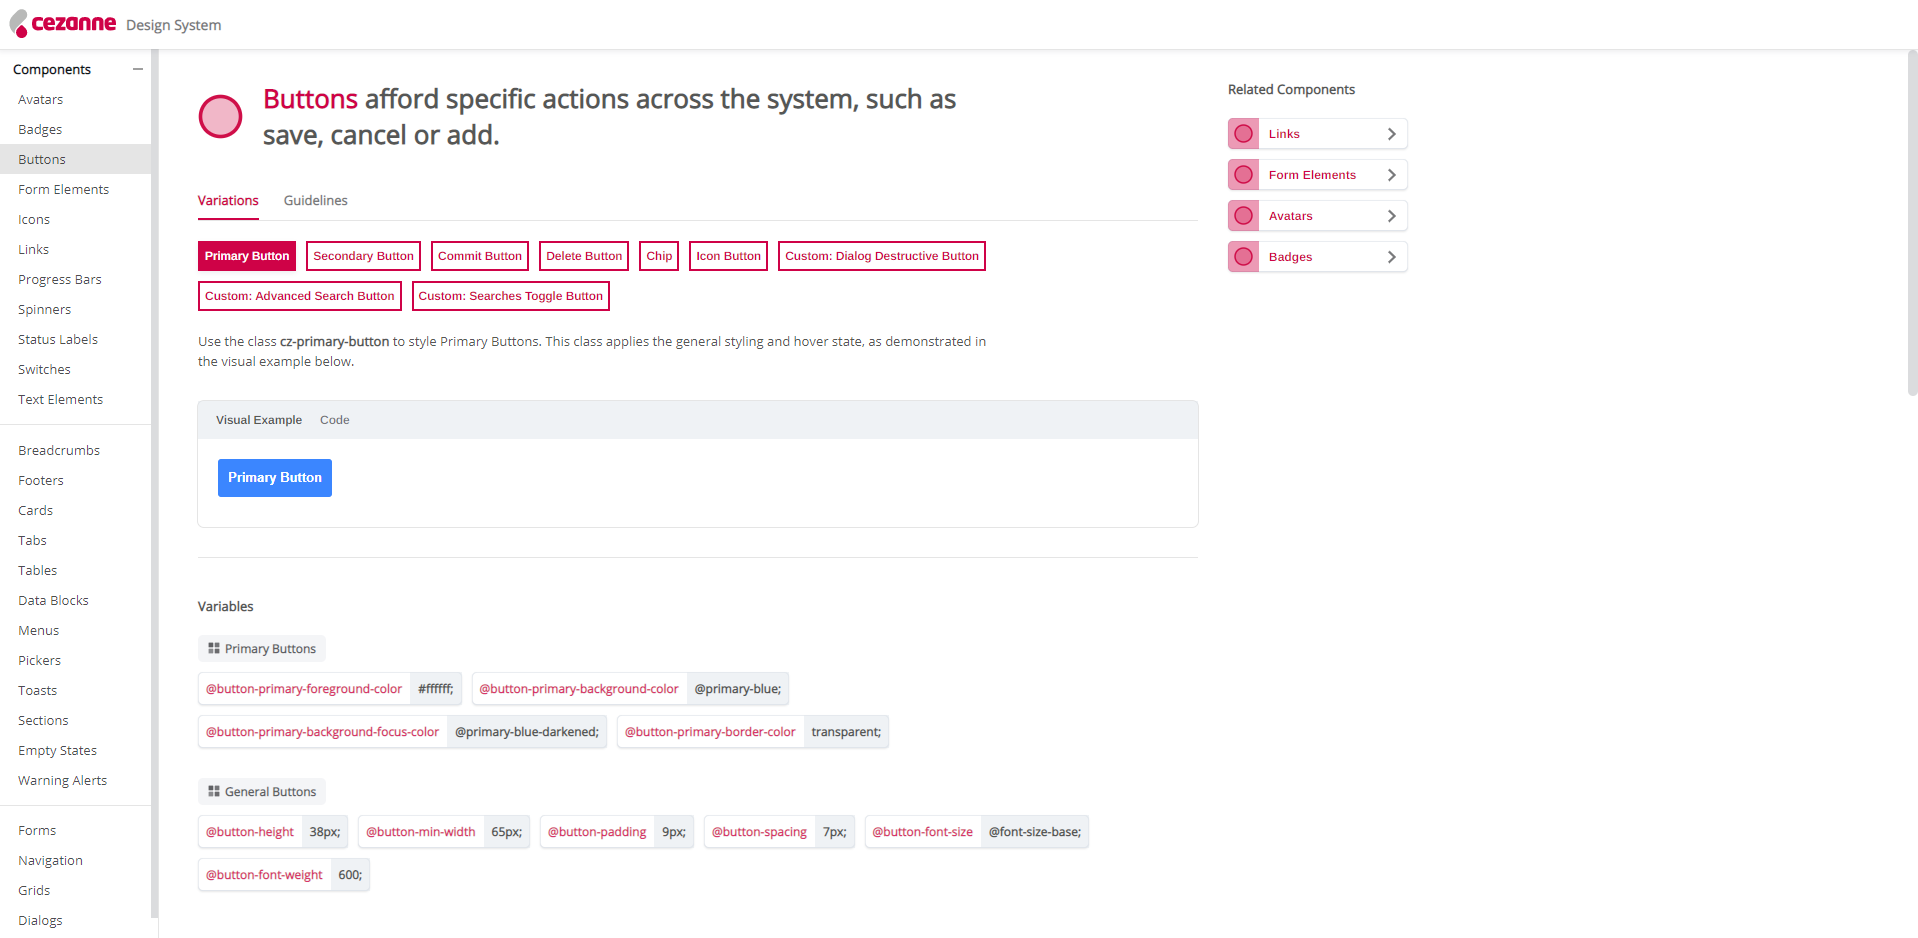 cezanne Design System
Components
Avatars
Badges
Buttons
Form Elements
Icons
Links
Progress Bars
Spinners
Status Labels
Switches
Text Elements
Breadcrumbs
Footers
Cards
Tabs
Tables
Data Blocks
Menus
Pickers
Toasts
Sections
Empty States
Warning Alerts
Forms
Navigation
Grids
Dialogs
Buttons afford specific actions across the system, such as
save, cancel or add.
Variations Guidelines
Primary Button Secondary Button Commit Button Delete Button Chip Icon Button Custom: Dialog Destructive Button
Custom: Advanced Search Button Custom: Searches Toggle Button
Use the class cz-primary-button to style Primary Buttons. This class applies the general styling and hover state, as demonstrated in
the visual example below.
Visual Example Code
Primary Button
Variables
Primary Buttons
@button-primary-foreground-color #ffffff; @button-primary-background-color @primary-blue;
@button-primary-background-focus-color @primary-blue-darkened; @button-primary-border-color transparent;
General Buttons
@button-height 38px; @button-min-width 65px; @button-padding 9px; @button-spacing 7px; @button-font-size @font-size-base;
@button-font-weight 600;
Related Components
Links
Form Elements
Avatars
Badges